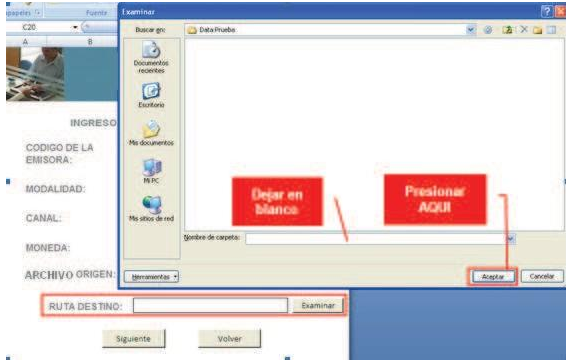 Fuente
Examinar
C20
Buscar en:
Data Prueba
A B
Documentos
recientes
Escritorio
Mis documentos
Mi PC
Mis sitios de red
INGRESO
CODIGO DE LA
EMISORA:
MODALIDAD:
CANAL:
MONEDA:
ARCHIVO ORIGEN:
Dejar en
blanco
Presionar
AQUI
Nombre de carpeta:
Herramientas
Aceptar
Cancelar
RUTA DESTINO:
Examinar
Siguiente
Volver